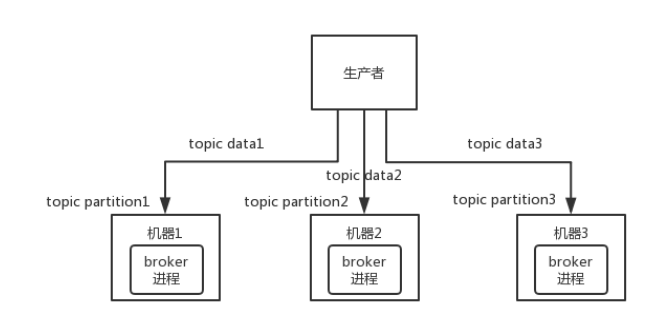 生产者
topic data1
topic data3
topic data2
topic partition1
topic partition2
topic partition3
机器1
机器2
机器3
broker
进程
broker
进程
broker
进程